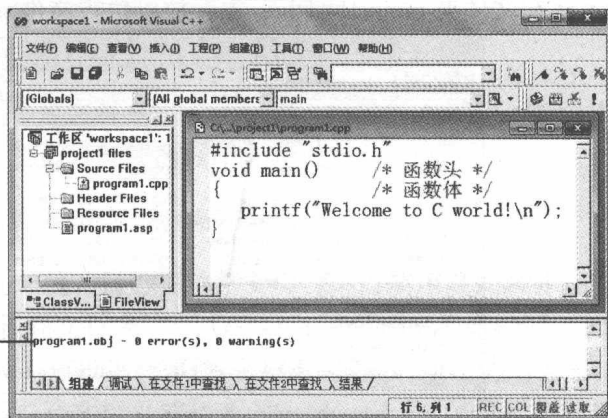 workspace1 - Microsoft Visual C++
文件(F) 编辑(E) 查看(V) 插入(I) 工程(P) 组建(B) 工具(T) 窗口(W) 帮助(H)
(Globals) (All global members main
工作区 'workspace1': 1
project1 files
Source Files
program1.cpp
Header Files
Resource Files
program1.asp
ClassV... FileView
C:\...\project1\program1.cpp
#include "stdio.h"
void main() /* 函数头 */
{ /* 函数体 */
printf("Welcome to C world!\n");
}
program1.obj - 0 error(s), 0 warning(s)
组建 调试 在文件1中查找 在文件2中查找 结果
行 6, 列 1 REC COL 覆盖 读取